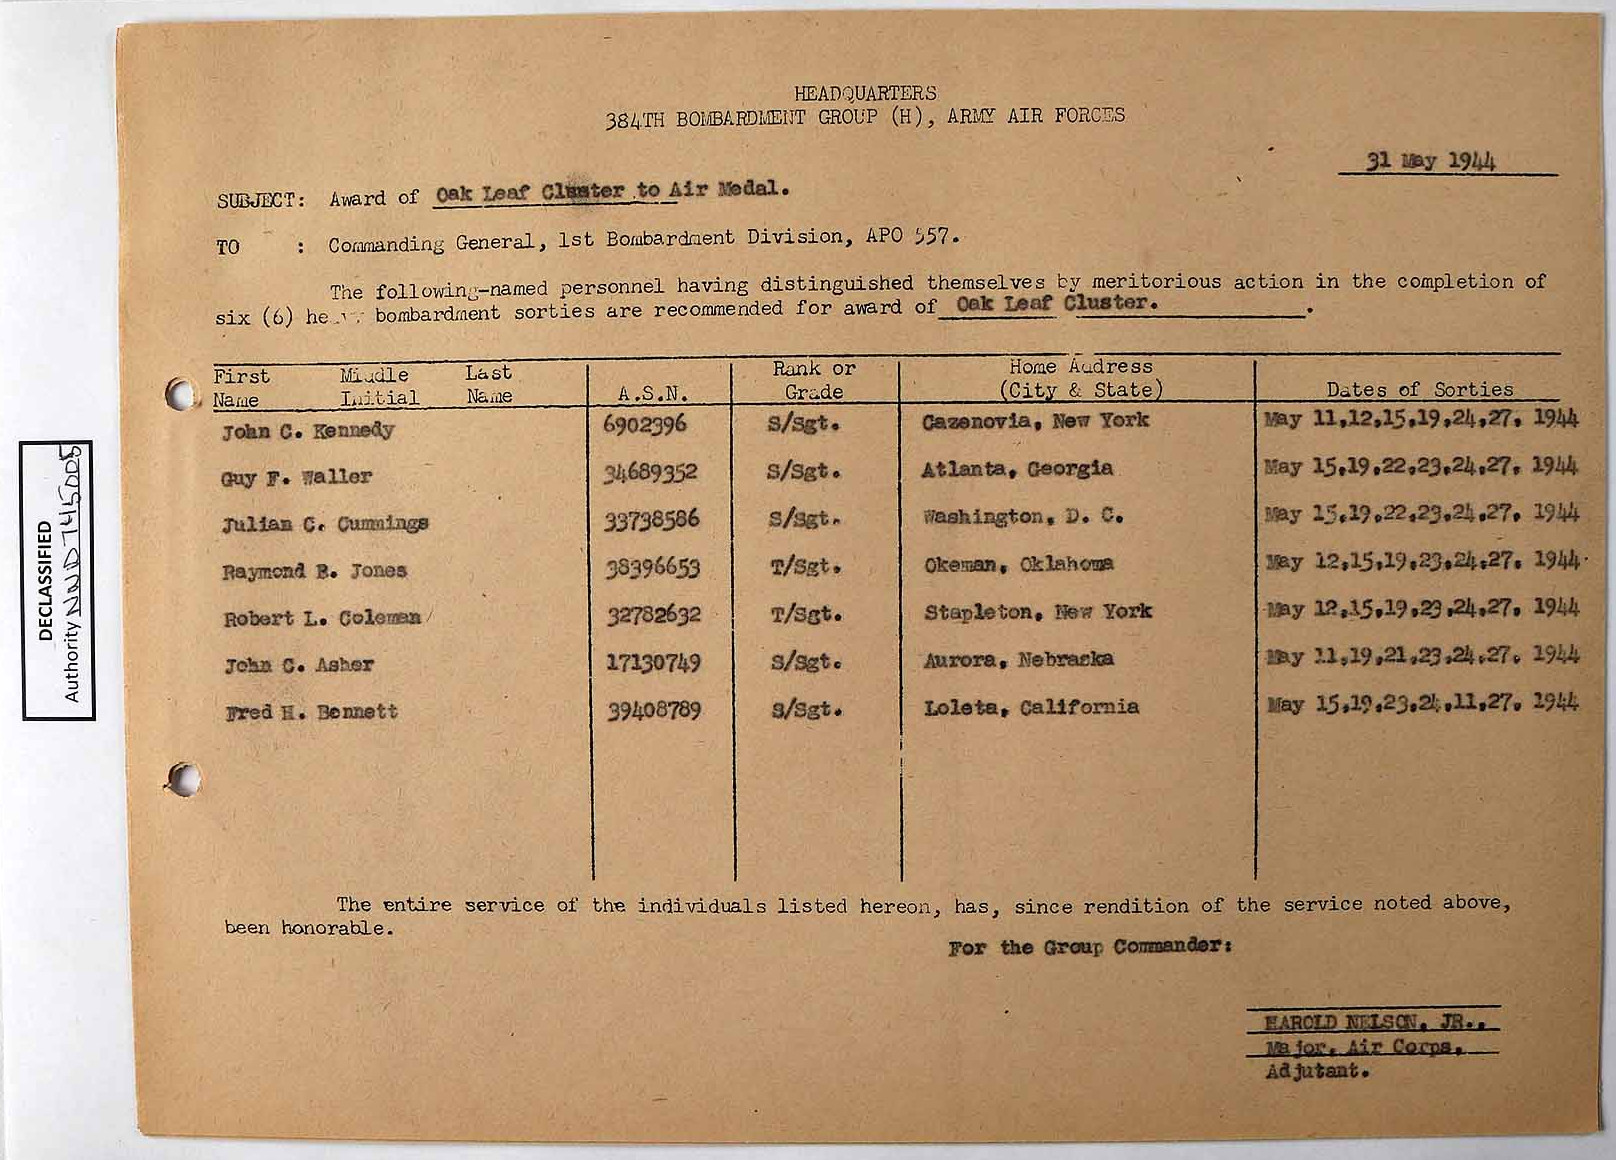 HEADQUARTERS
384TH BOMBARDMENT GROUP (H), ARMY AIR FORCES
31 May 1944
SUBJECT: Award of Oak Leaf Cluster to Air Medal.
TO : Commanding General, 1st Bombardment Division, APO 557.
The following-named personnel having distinguished themselves by meritorious action in the completion of
six (6) heavy bombardment sorties are recommended for award of Oak Leaf Cluster. .
First Middle Last A.S.N. Rank or Home Address Dates of Sorties
Name Initial Name Grade (City & State)
John C. Kennedy 6902396 S/Sgt. Cazenovia, New York May 11,12,15,19,24,27, 1944
Guy F. Waller 34689352 S/Sgt. Atlanta, Georgia May 15,19,22,23,24,27, 1944
Julian C. Cummings 33738586 S/Sgt. Washington, D. C. May 15,19,22,23,24,27, 1944
Raymond E. Jones 38396653 T/Sgt. Okeman, Oklahoma May 12,15,19,23,24,27, 1944
Robert L. Coleman 32782632 T/Sgt. Stapleton, New York May 12,15,19,23,24,27, 1944
John C. Asher 17130749 S/Sgt. Aurora, Nebraska May 11,19,21,23,24,27, 1944
Fred H. Bennett 39408789 S/Sgt. Loleta, California May 15,19,23,24,11,27, 1944
The entire service of the individuals listed hereon, has, since rendition of the service noted above,
been honorable.
For the Group Commander:
HAROLD NELSON, JR.,
Major, Air Corps,
Adjutant.
DECLASSIFIED
Authority NND 745005